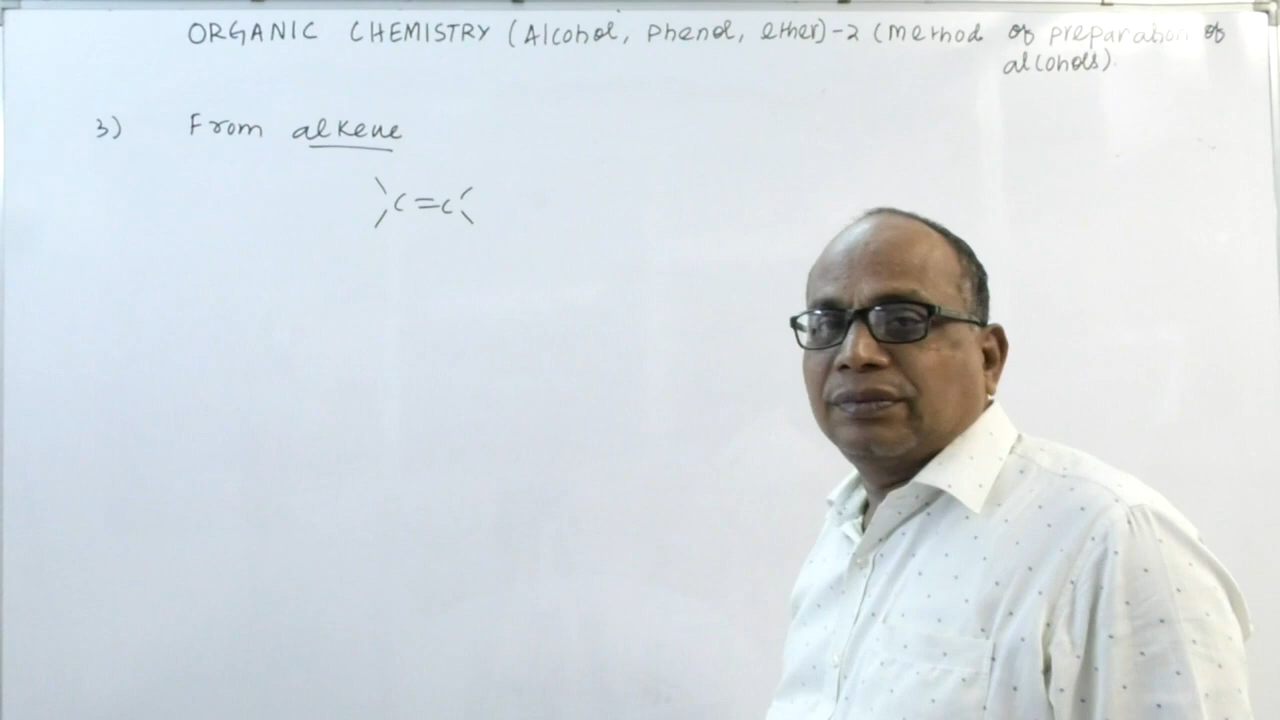 ORGANIC CHEMISTRY (Alcohol, Phenol, ether)-2 (Method of preparation of
alcohols).
3) From alkene
C=C